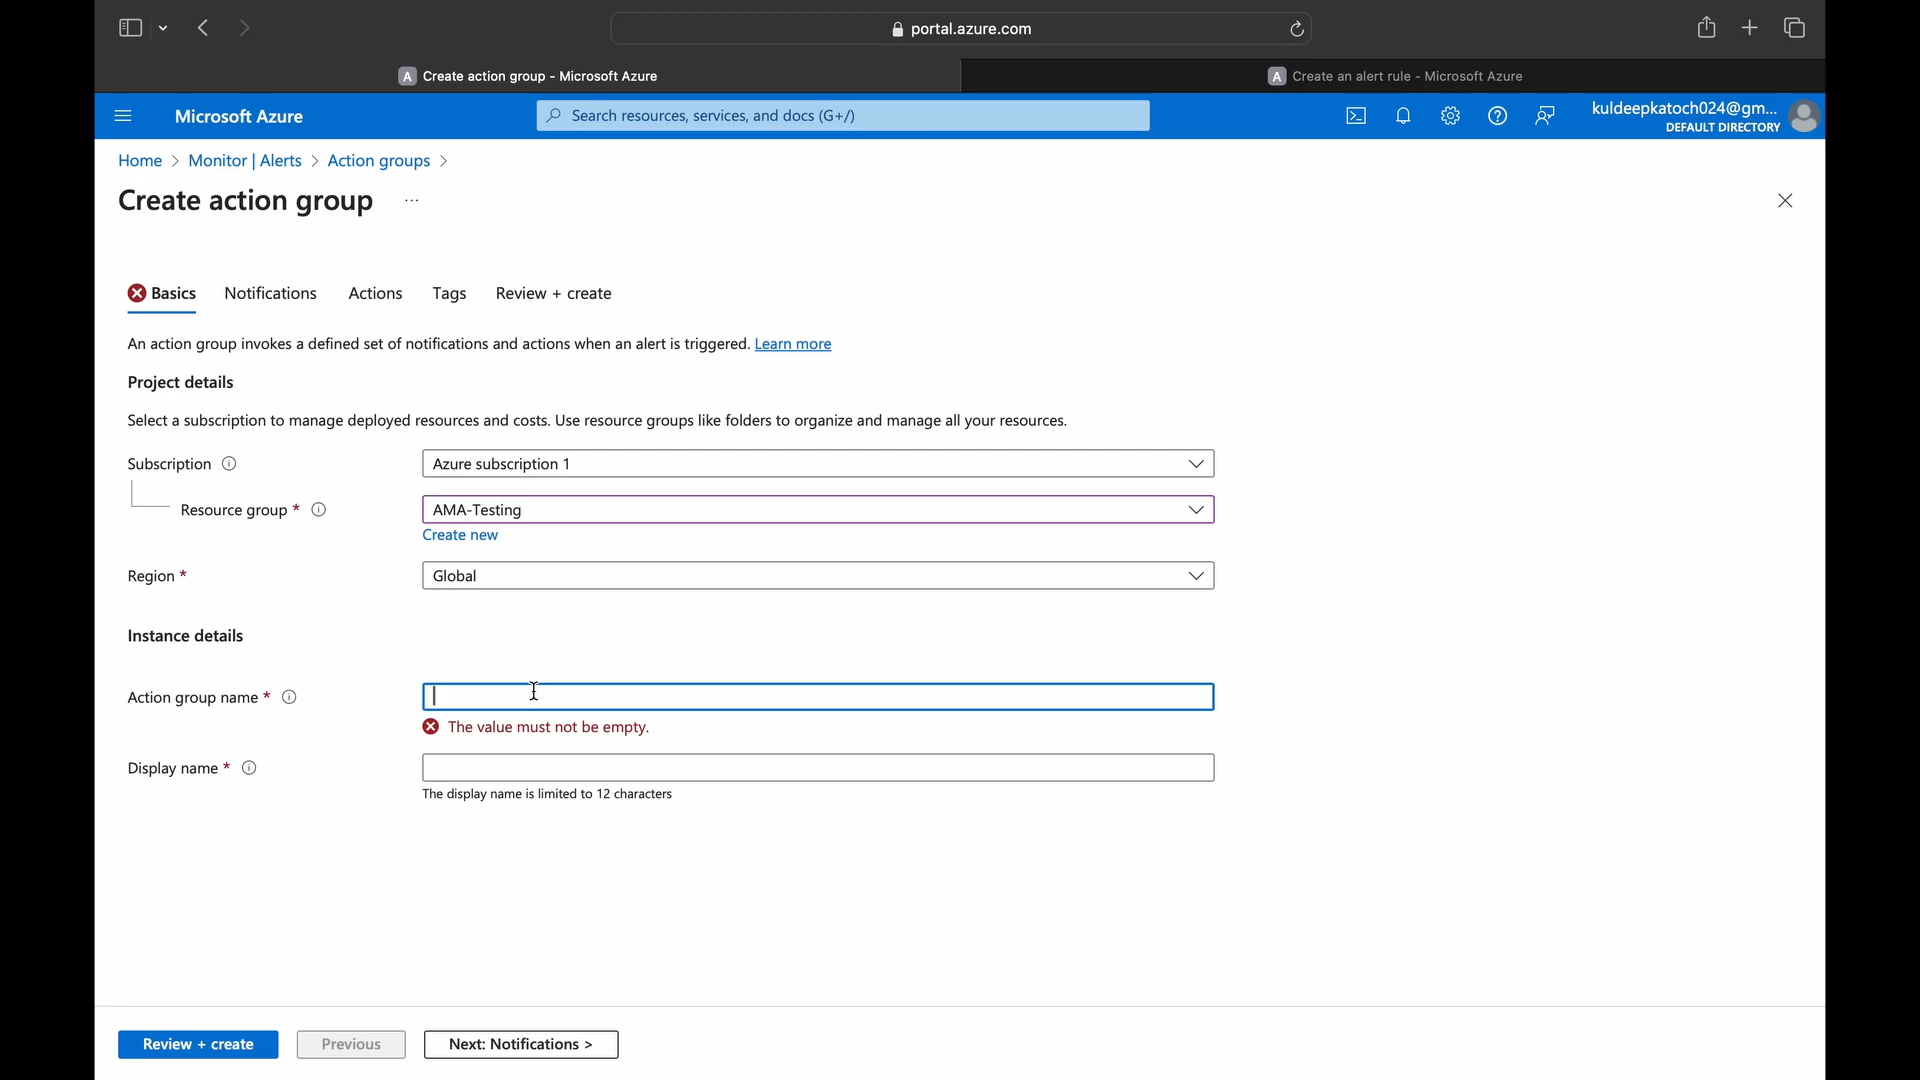 portal.azure.com
A Create action group - Microsoft Azure
A Create an alert rule - Microsoft Azure
Microsoft Azure
Search resources, services, and docs (G+/)
kuldeepkatoch024@gm...
DEFAULT DIRECTORY
Home > Monitor | Alerts > Action groups >
Create action group ...
Basics Notifications Actions Tags Review + create
An action group invokes a defined set of notifications and actions when an alert is triggered. Learn more
Project details
Select a subscription to manage deployed resources and costs. Use resource groups like folders to organize and manage all your resources.
Subscription
Azure subscription 1
Resource group *
AMA-Testing
Create new
Region *
Global
Instance details
Action group name *
The value must not be empty.
Display name *
The display name is limited to 12 characters
Review + create
Previous
Next: Notifications >